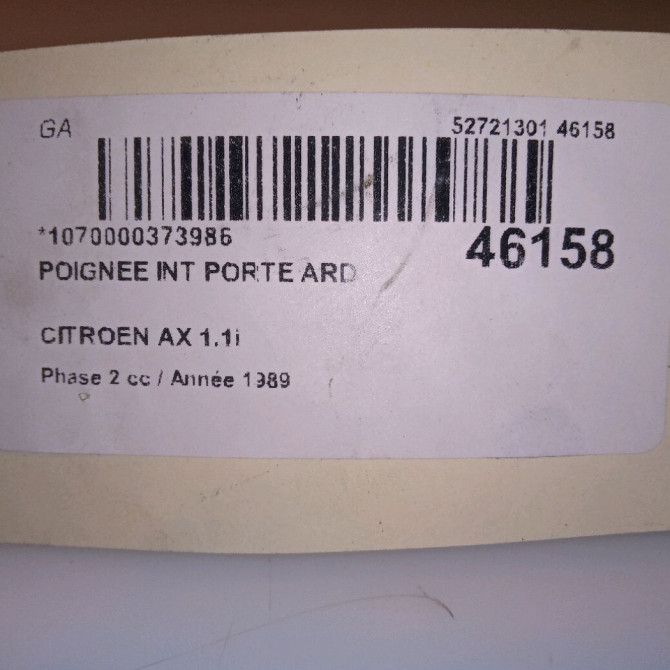 GA 52721301 46158
*1070000373986 46158
POIGNEE INT PORTE ARD
CITROEN AX 1.1i
Phase 2 cc / Année 1989